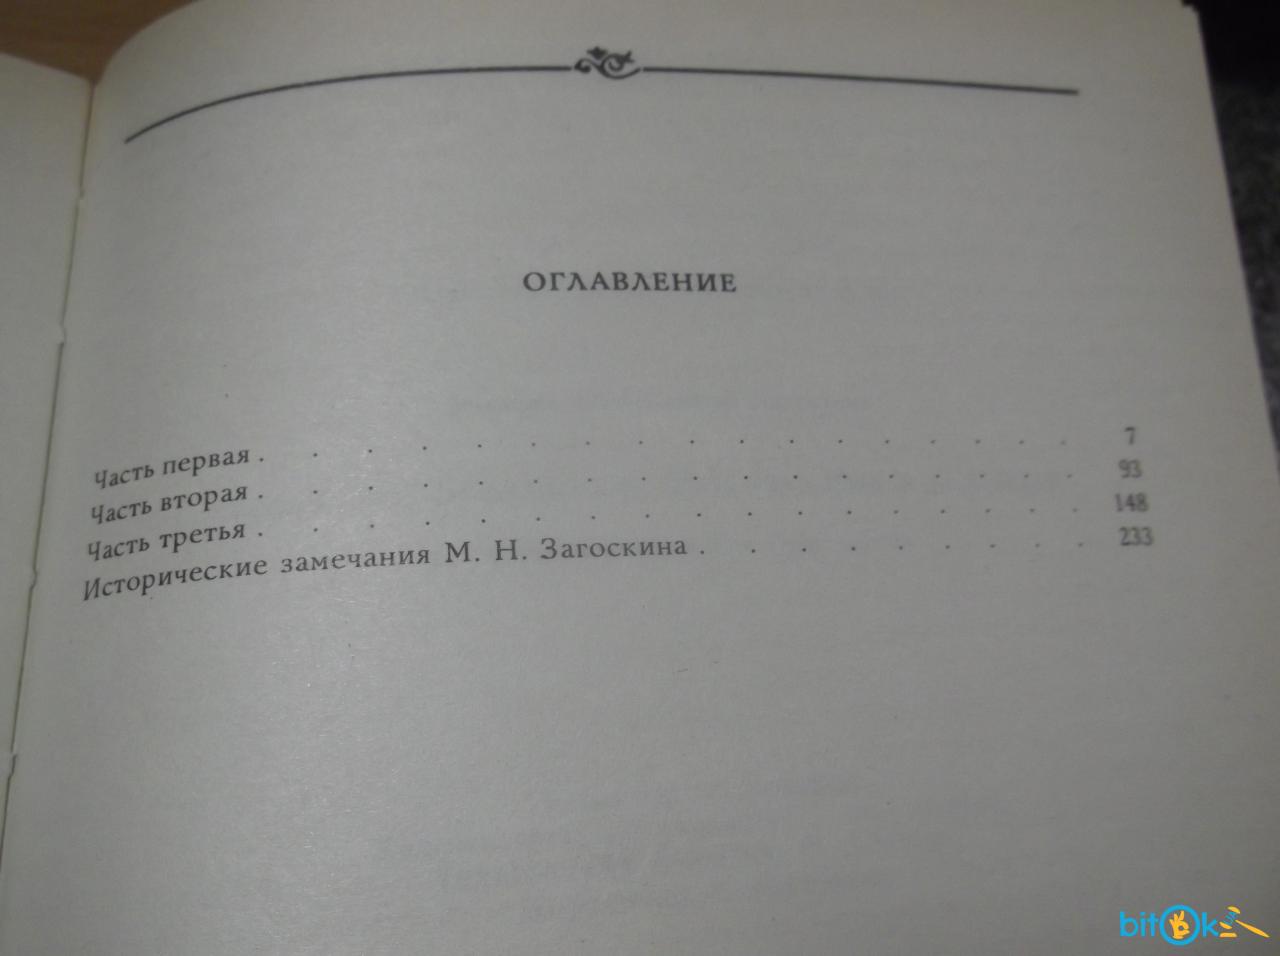 ОГЛАВЛЕНИЕ
Часть первая . . . . . . . . . . . . . . . . 7
Часть вторая . . . . . . . . . . . . . . . . 93
Часть третья . . . . . . . . . . . . . . . . 148
Исторические замечания М. Н. Загоскина . . . . . . . . 233
bitOk